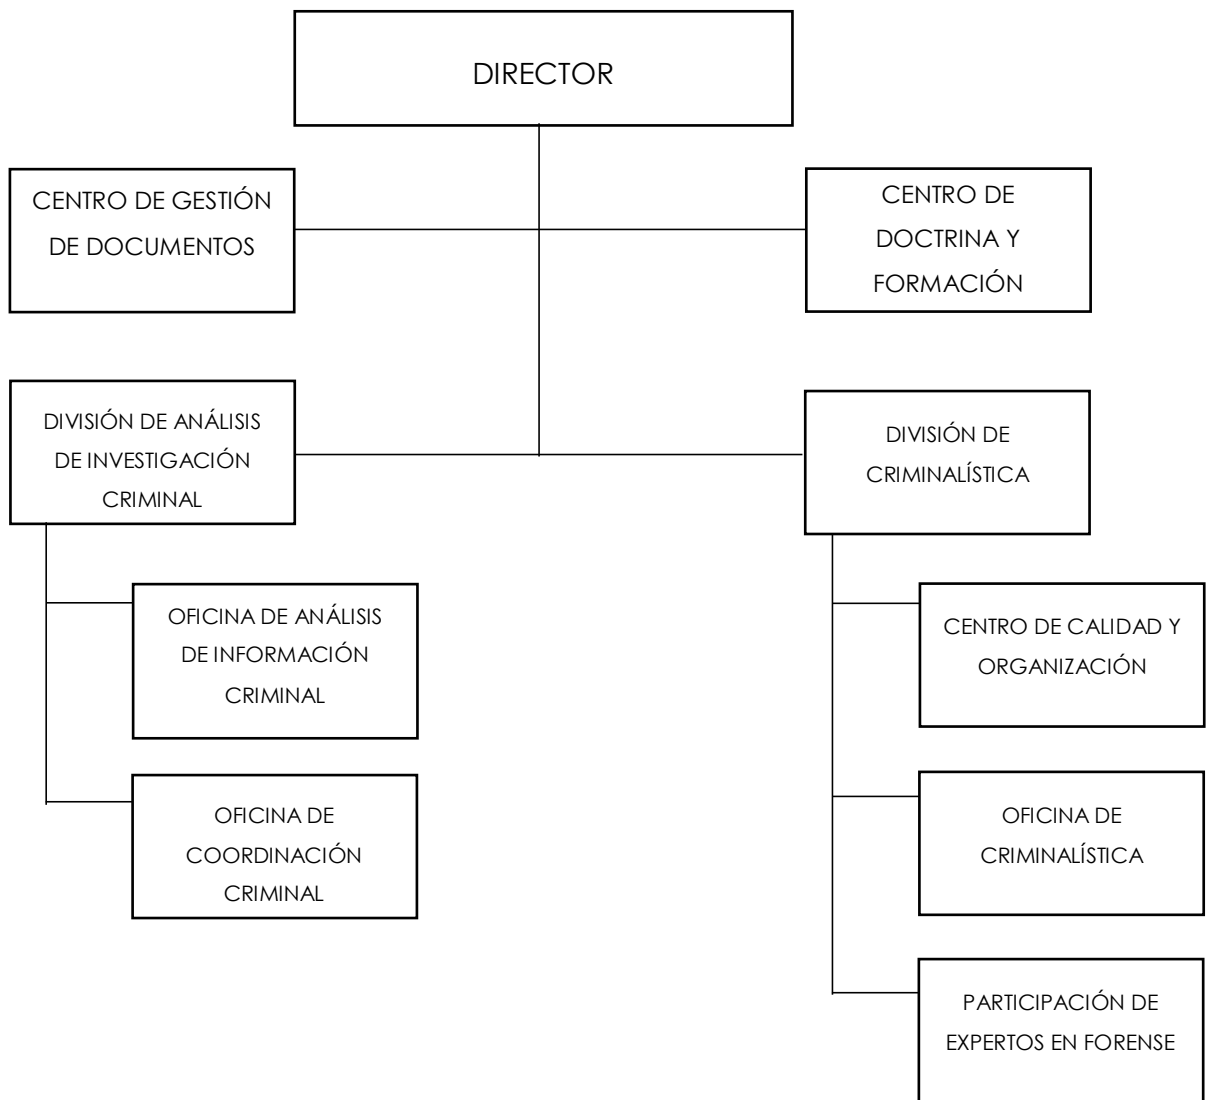 DIRECTOR
CENTRO DE GESTIÓN
DE DOCUMENTOS
CENTRO DE
DOCTRINA Y
FORMACIÓN
DIVISIÓN DE ANÁLISIS
DE INVESTIGACIÓN
CRIMINAL
DIVISIÓN DE
CRIMINALÍSTICA
OFICINA DE ANÁLISIS
DE INFORMACIÓN
CRIMINAL
OFICINA DE
COORDINACIÓN
CRIMINAL
CENTRO DE CALIDAD Y
ORGANIZACIÓN
OFICINA DE
CRIMINALÍSTICA
PARTICIPACIÓN DE
EXPERTOS EN FORENSE